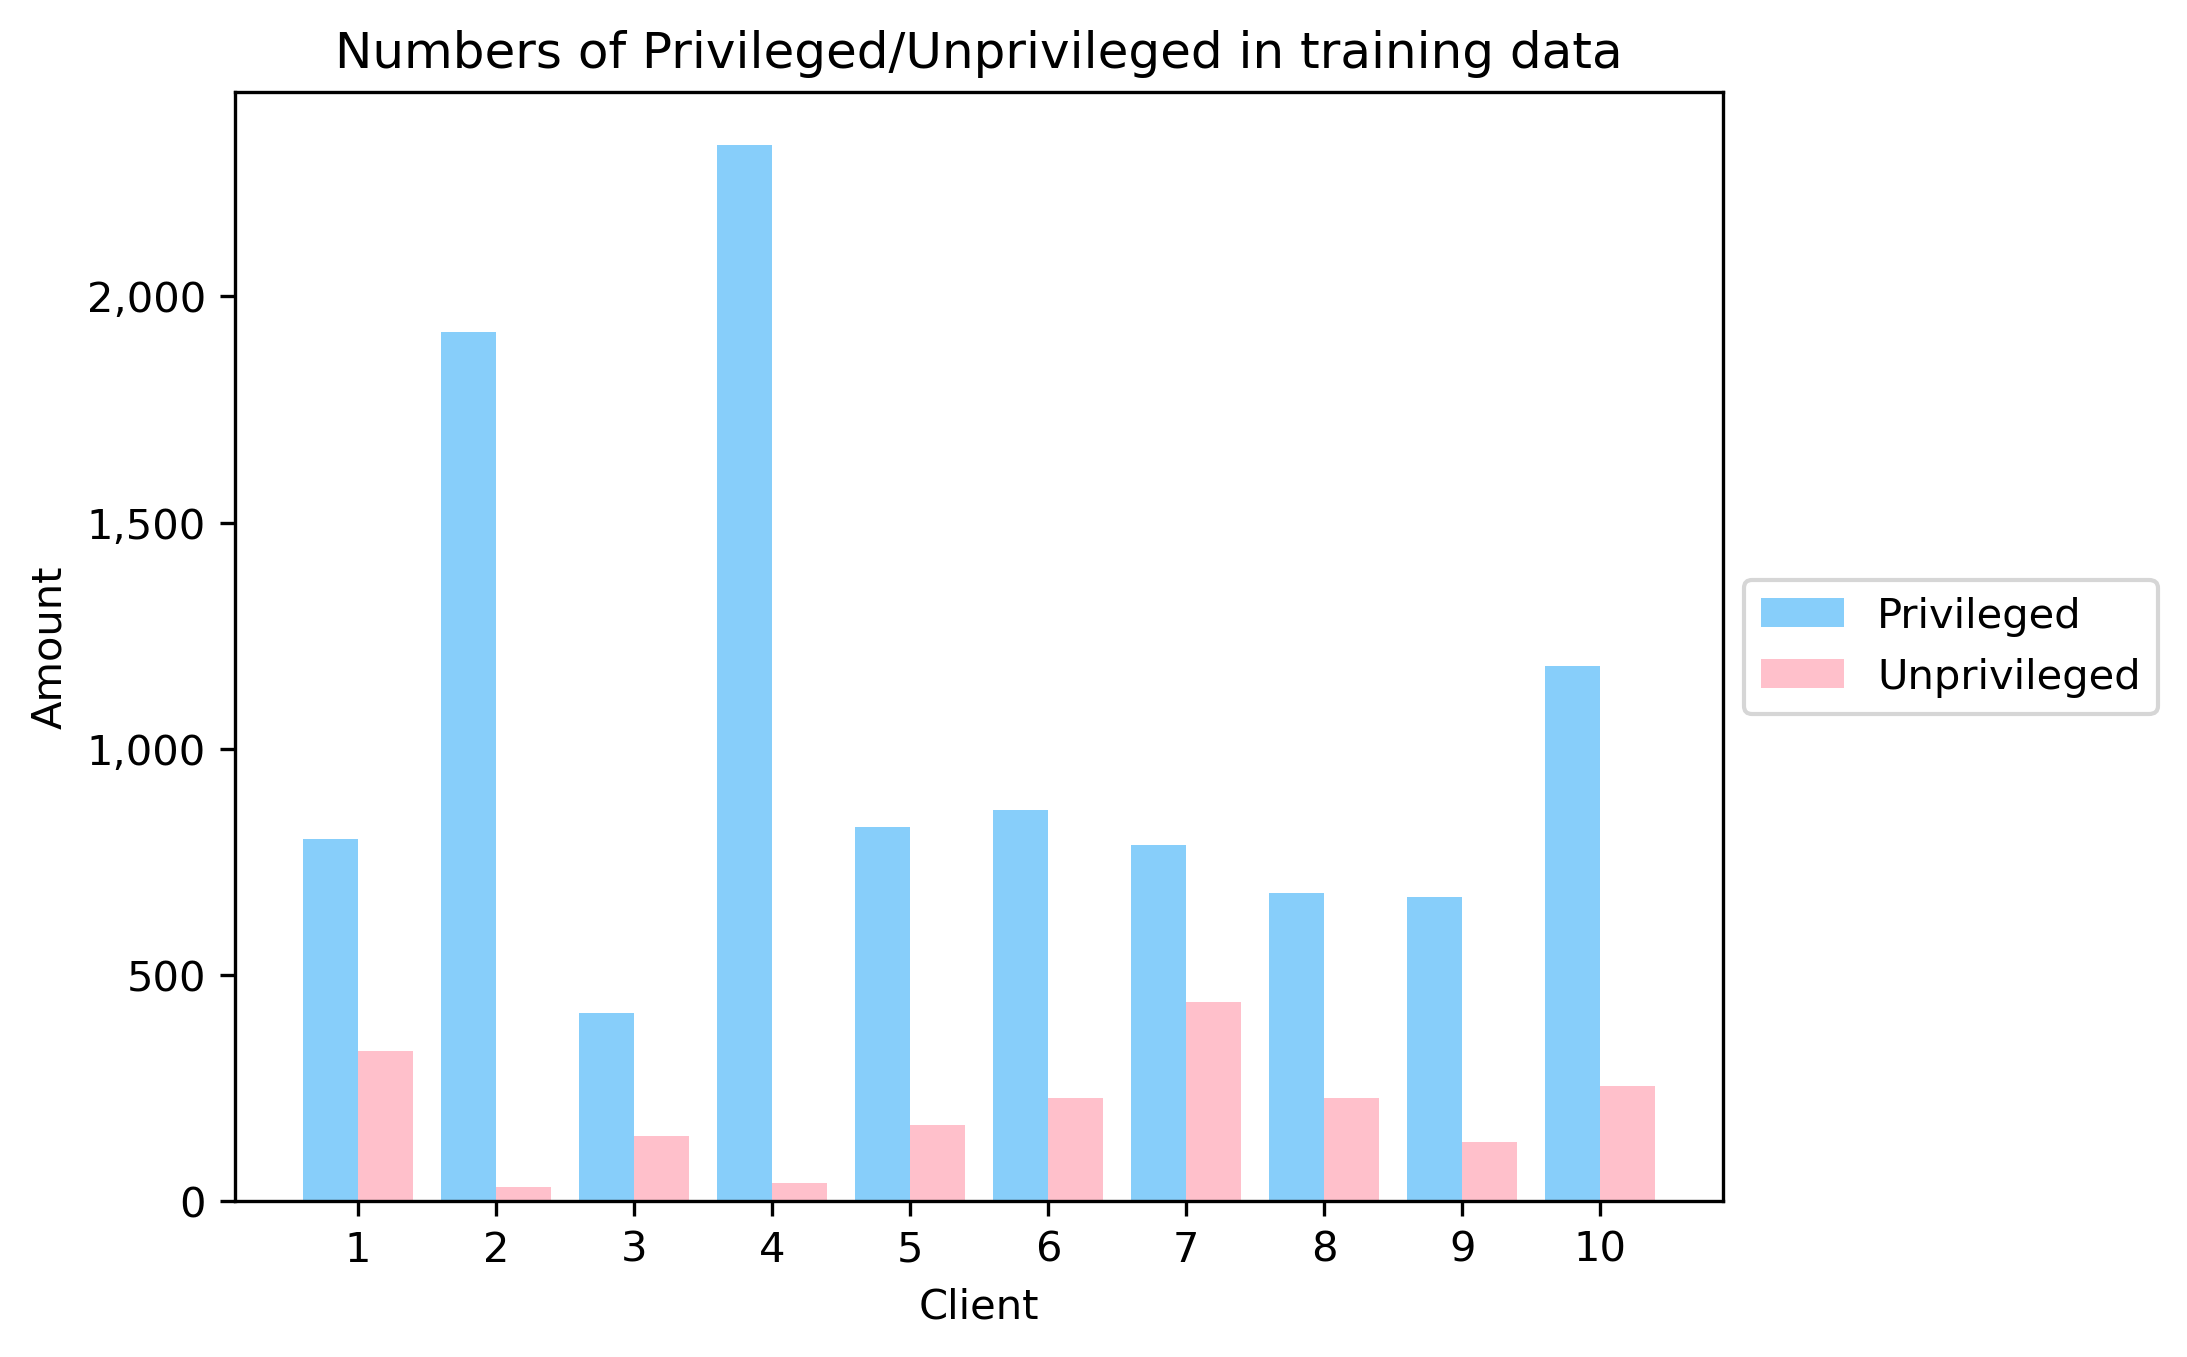 Numbers of Privileged/Unprivileged in training data
Amount
2,000
1,500
1,000
500
0
1 2 3 4 5 6 7 8 9 10
Client
Privileged
Unprivileged